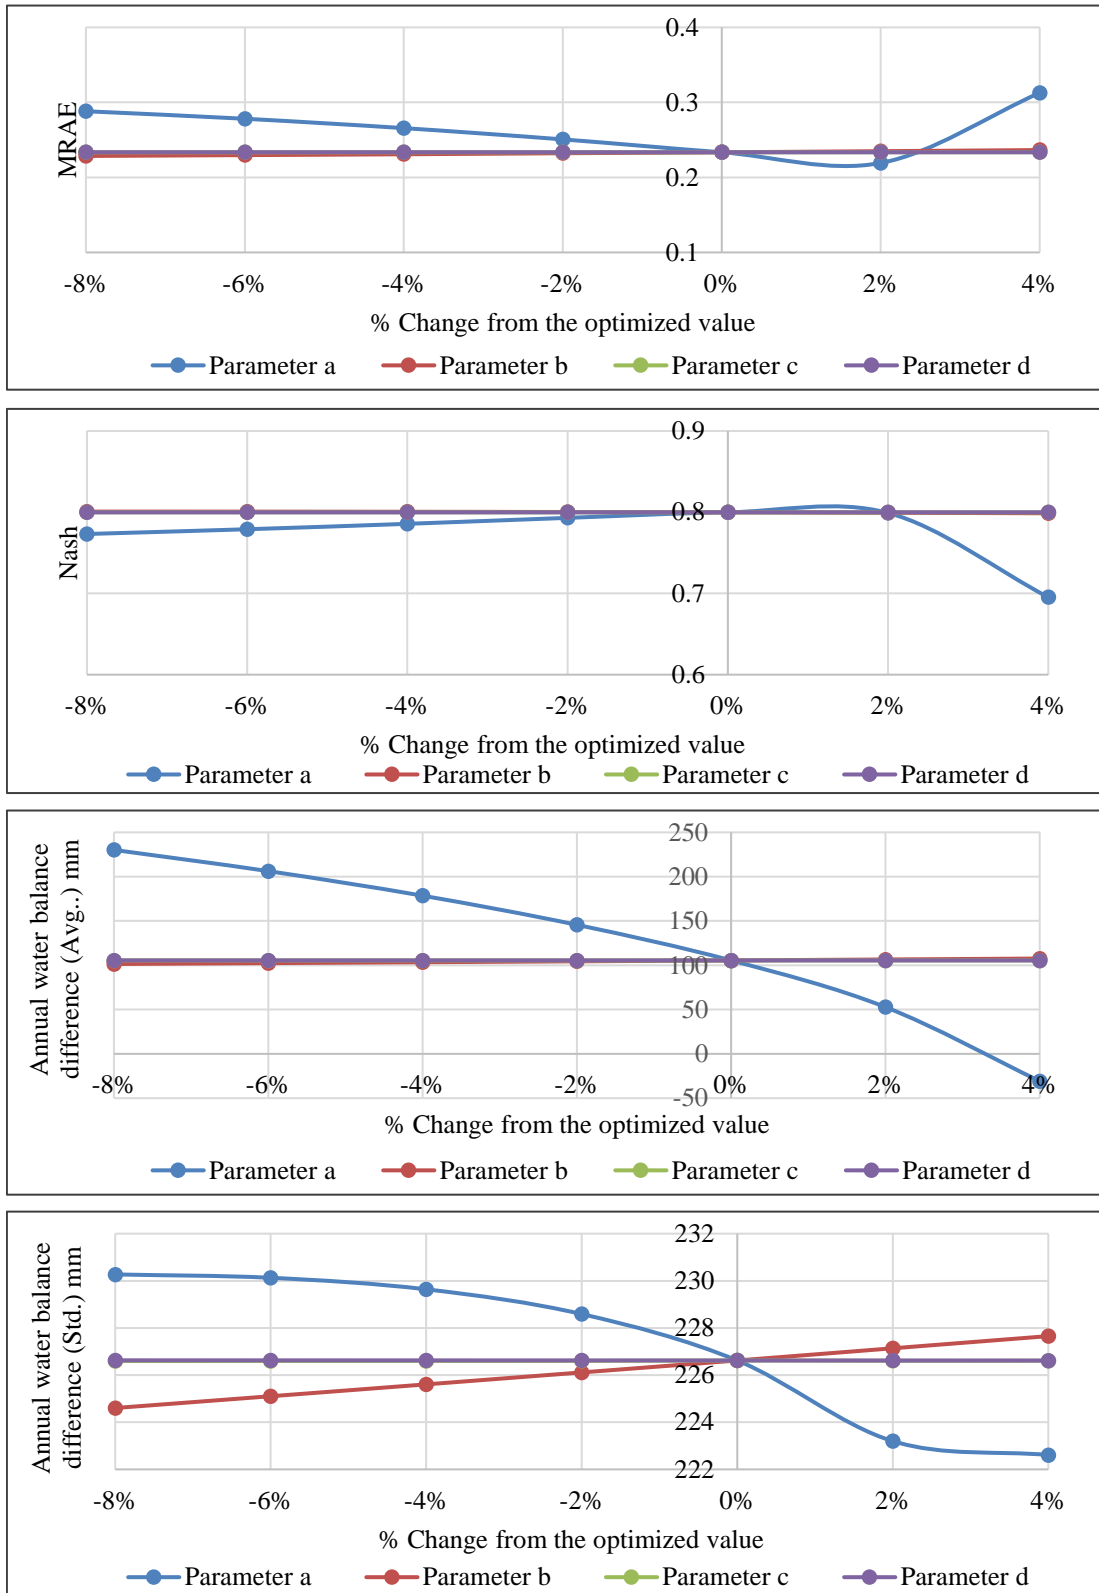 0.4
0.3
0.2
0.1
MRAE
-8% -6% -4% -2% 0% 2% 4%
% Change from the optimized value
Parameter a Parameter b Parameter c Parameter d
0.9
0.8
0.7
0.6
Nash
-8% -6% -4% -2% 0% 2% 4%
% Change from the optimized value
Parameter a Parameter b Parameter c Parameter d
250
200
150
100
50
0
-50
Annual water balance
difference (Avg..) mm
-8% -6% -4% -2% 0% 2% 4%
% Change from the optimized value
Parameter a Parameter b Parameter c Parameter d
232
230
228
226
224
222
Annual water balance
difference (Std.) mm
-8% -6% -4% -2% 0% 2% 4%
% Change from the optimized value
Parameter a Parameter b Parameter c Parameter d